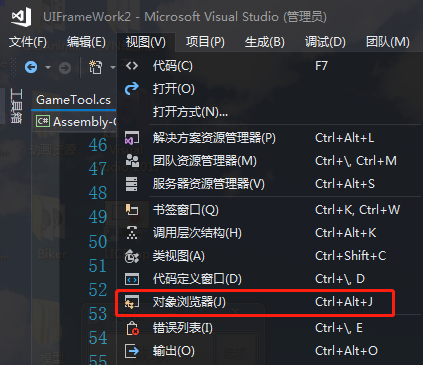 UIFrameWork2 - Microsoft Visual Studio (管理员)
文件(F) 编辑(E) 视图(V) 项目(P) 生成(B) 调试(D) 团队(M)
代码(C) F7
打开(O)
打开方式(N)...
工具箱
GameTool.cs
Assembly-C
解决方案资源管理器(P) Ctrl+Alt+L
团队资源管理器(M) Ctrl+\, Ctrl+M
服务器资源管理器(V) Ctrl+Alt+S
书签窗口(Q) Ctrl+K, Ctrl+W
调用层次结构(H) Ctrl+Alt+K
类视图(A) Ctrl+Shift+C
代码定义窗口(D) Ctrl+\, D
对象浏览器(J) Ctrl+Alt+J
错误列表(I) Ctrl+\, E
输出(O) Ctrl+Alt+O
46
47
48
49
50
51
52
53
54
55